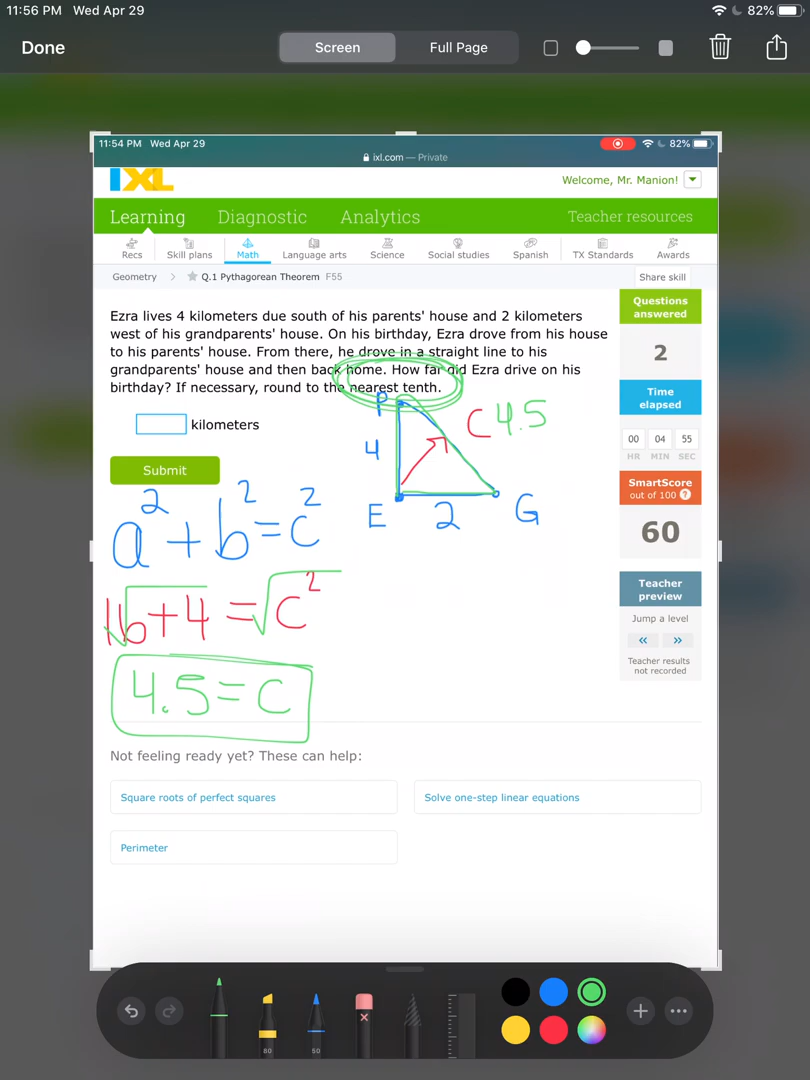 11:56 PM Wed Apr 29 82%
Done Screen Full Page
11:54 PM Wed Apr 29 82%
ixl.com — Private
IXL Welcome, Mr. Manion!
Learning Diagnostic Analytics Teacher resources
Recs Skill plans Math Language arts Science Social studies Spanish TX Standards Awards
Geometry Q.1 Pythagorean Theorem F55 Share skill
Ezra lives 4 kilometers due south of his parents' house and 2 kilometers
west of his grandparents' house. On his birthday, Ezra drove from his house
to his parents' house. From there, he drove in a straight line to his
grandparents' house and then back home. How far did Ezra drive on his
birthday? If necessary, round to the nearest tenth.
kilometers
Submit
P
4
C 4.5
E 2 G
a² + b² = c²
√16+4 = √c²
4.5 = c
Questions
answered
2
Time
elapsed
00 04 55
HR MIN SEC
SmartScore
out of 100 ?
60
Teacher
preview
Jump a level
<< >>
Teacher results
not recorded
Not feeling ready yet? These can help:
Square roots of perfect squares Solve one-step linear equations
Perimeter
80 50